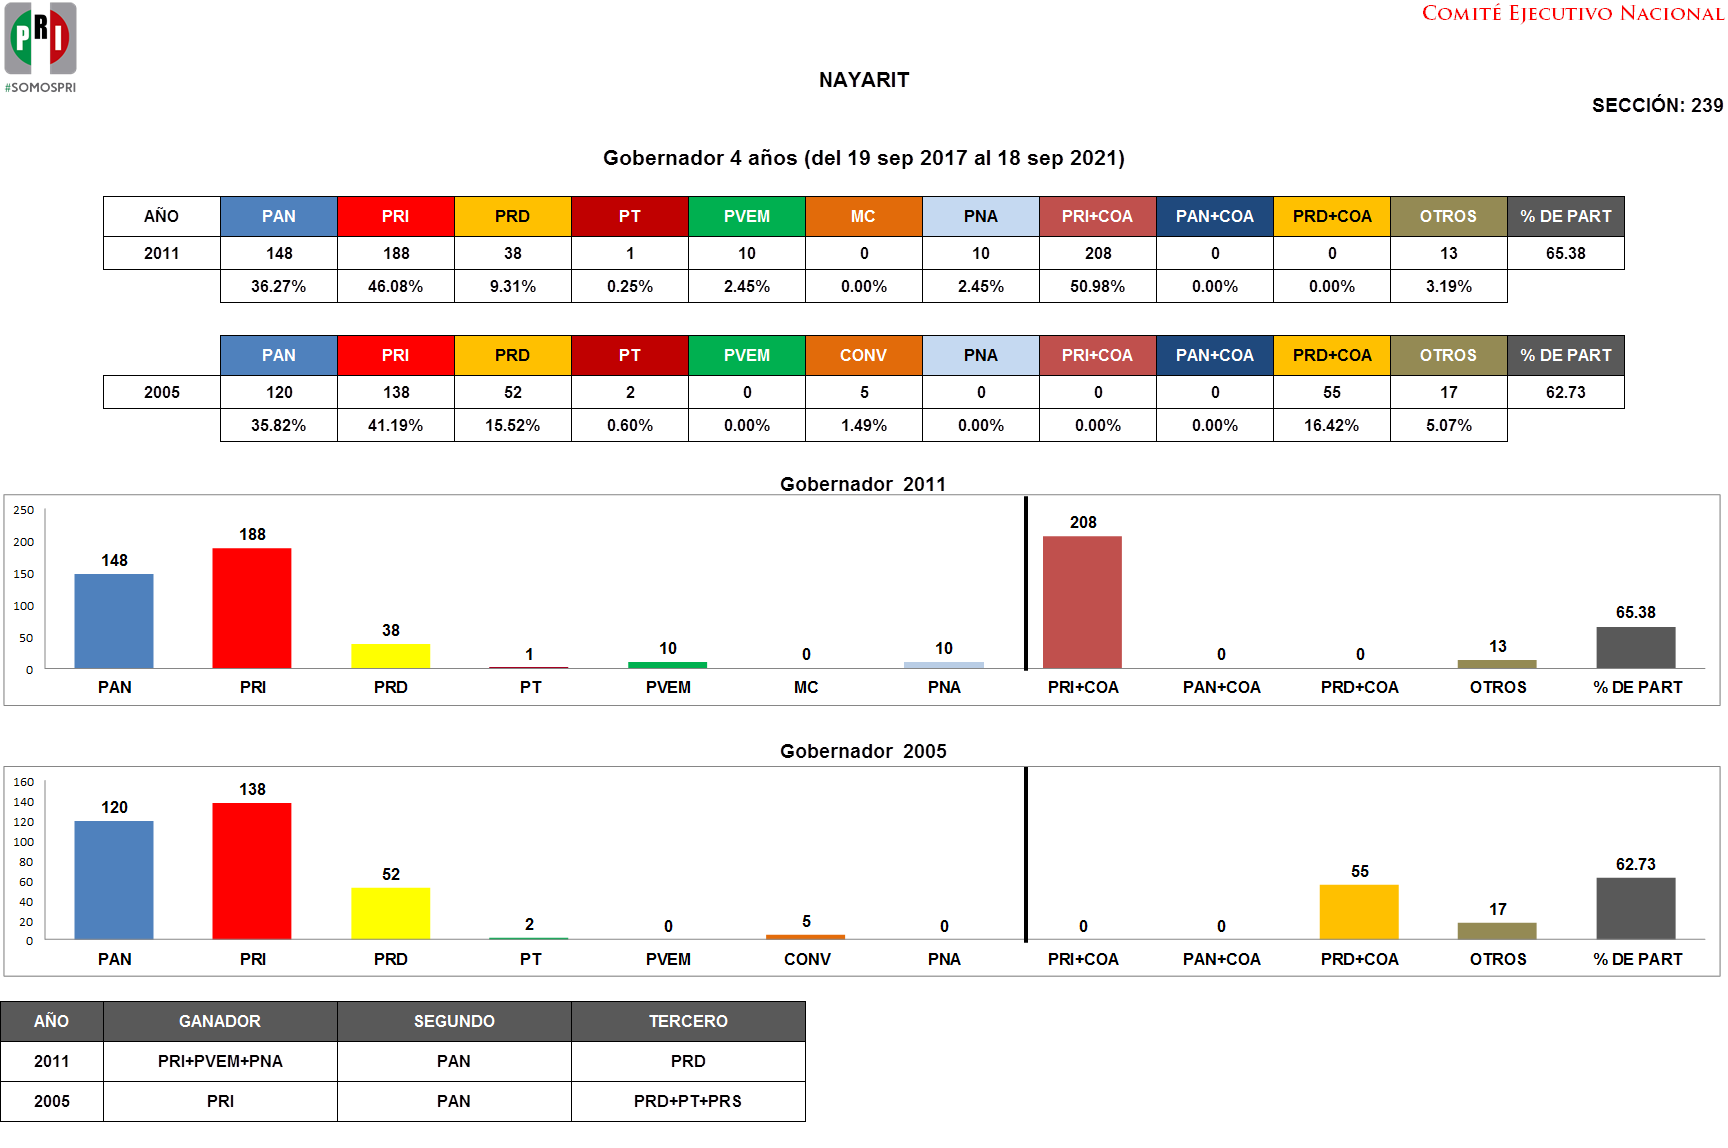 PRI
#SOMOSPRI
COMITÉ EJECUTIVO NACIONAL
NAYARIT
SECCIÓN: 239
Gobernador 4 años (del 19 sep 2017 al 18 sep 2021)
AÑO PAN PRI PRD PT PVEM MC PNA PRI+COA PAN+COA PRD+COA OTROS % DE PART
2011 148 188 38 1 10 0 10 208 0 0 13 65.38
36.27% 46.08% 9.31% 0.25% 2.45% 0.00% 2.45% 50.98% 0.00% 0.00% 3.19%
PAN PRI PRD PT PVEM CONV PNA PRI+COA PAN+COA PRD+COA OTROS % DE PART
2005 120 138 52 2 0 5 0 0 0 55 17 62.73
35.82% 41.19% 15.52% 0.60% 0.00% 1.49% 0.00% 0.00% 0.00% 16.42% 5.07%
Gobernador 2011
250
200
150
100
50
0
148 188 38 1 10 0 10 208 0 0 13 65.38
PAN PRI PRD PT PVEM MC PNA PRI+COA PAN+COA PRD+COA OTROS % DE PART
Gobernador 2005
160
140
120
100
80
60
40
20
0
120 138 52 2 0 5 0 0 0 55 17 62.73
PAN PRI PRD PT PVEM CONV PNA PRI+COA PAN+COA PRD+COA OTROS % DE PART
AÑO GANADOR SEGUNDO TERCERO
2011 PRI+PVEM+PNA PAN PRD
2005 PRI PAN PRD+PT+PRS